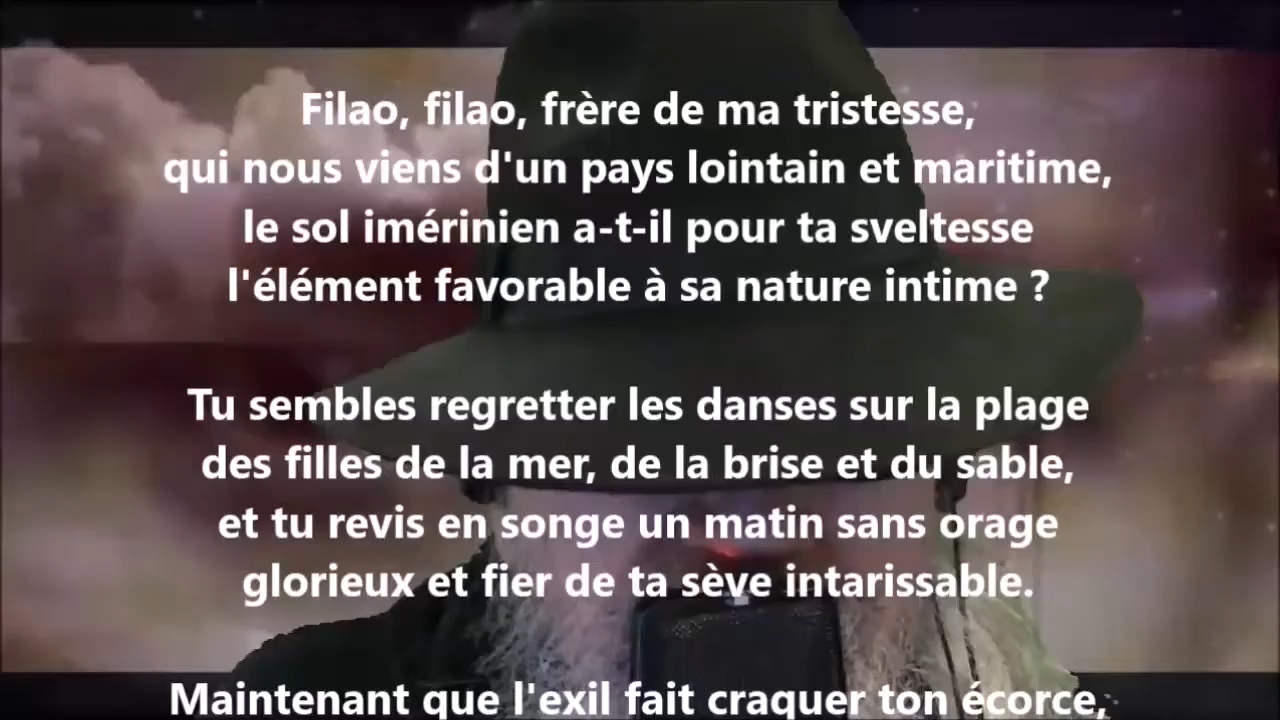 Filao, filao, frère de ma tristesse,
qui nous viens d'un pays lointain et maritime,
le sol imérinien a-t-il pour ta sveltesse
l'élément favorable à sa nature intime ?
Tu sembles regretter les danses sur la plage
des filles de la mer, de la brise et du sable,
et tu revis en songe un matin sans orage
glorieux et fier de ta sève intarissable.
Maintenant que l'exil fait craquer ton écorce,